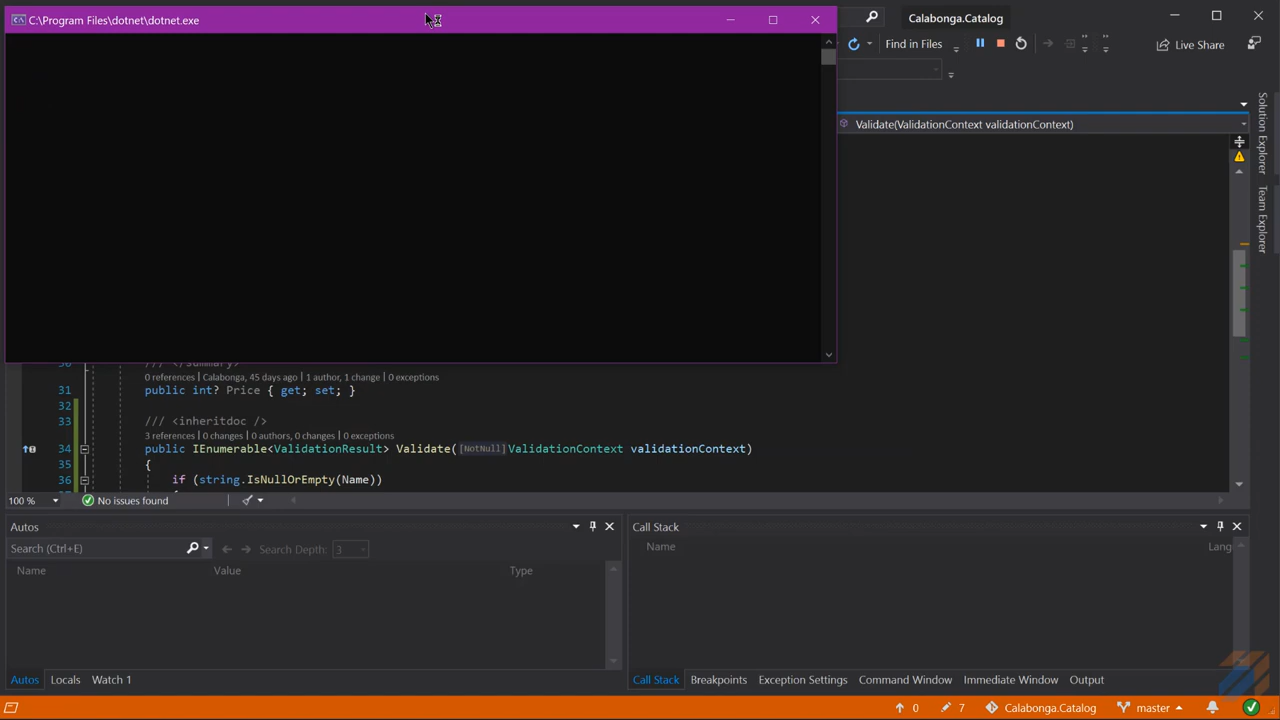 C:\Program Files\dotnet\dotnet.exe
Calabonga.Catalog
Find in Files
Live Share
Validate(ValidationContext validationContext)
Solution Explorer
Team Explorer
/// </summary>
0 references | Calabonga, 45 days ago | 1 author, 1 change | 0 exceptions
31 public int? Price { get; set; }
32
33 /// <inheritdoc />
3 references | 0 changes | 0 authors, 0 changes | 0 exceptions
34 public IEnumerable<ValidationResult> Validate([NotNull]ValidationContext validationContext)
35 {
36 if (string.IsNullOrEmpty(Name))
100 % No issues found
Autos
Search (Ctrl+E) Search Depth: 3
Name Value Type
Autos Locals Watch 1
Call Stack
Name Lang
Call Stack Breakpoints Exception Settings Command Window Immediate Window Output
0 7 Calabonga.Catalog master